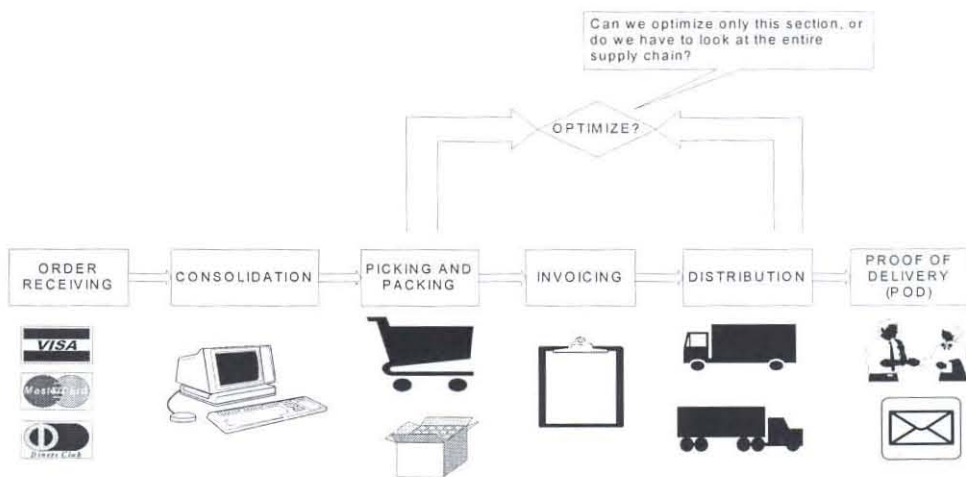 Can we optimize only this section, or
do we have to look at the entire
supply chain?
OPTIMIZE?
ORDER
RECEIVING
CONSOLIDATION
PICKING AND
PACKING
INVOICING
DISTRIBUTION
PROOF OF
DELIVERY
(POD)
VISA
MasterCard
Diners Club